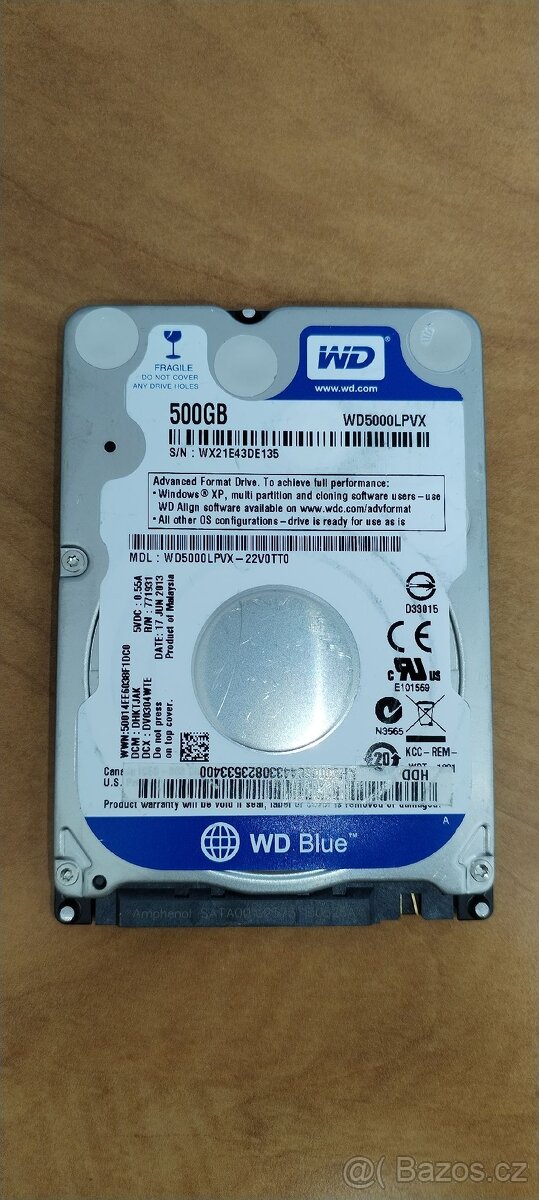 FRAGILE
DO NOT COVER
ANY DRIVE HOLES
WD®
www.wd.com
500GB
WD5000LPVX
S/N : WX21E43DE135
Advanced Format Drive. To achieve full performance:
• Windows® XP, multi partition and cloning software users - use
WD Align software available on www.wdc.com/advformat
• All other OS configurations - drive is ready for use as is
MDL : WD5000LPVX-22V0TT0
5VDC : 0.55A
R/N : 771931
DATE: 17 JUN 2013
Product of Malaysia
WWN:50014EE6038F1DC0
DCM : DHKTJAK
DCX : DV0304WTE
Do not press
on top cover.
D33015
CE
c UR us
E101559
N3565
20
KCC-REM-
HDD
U.S.
Product warranty will be void if seal, label or
is removed or
A
WD Blue™
Amphenol
@ Bazos.cz